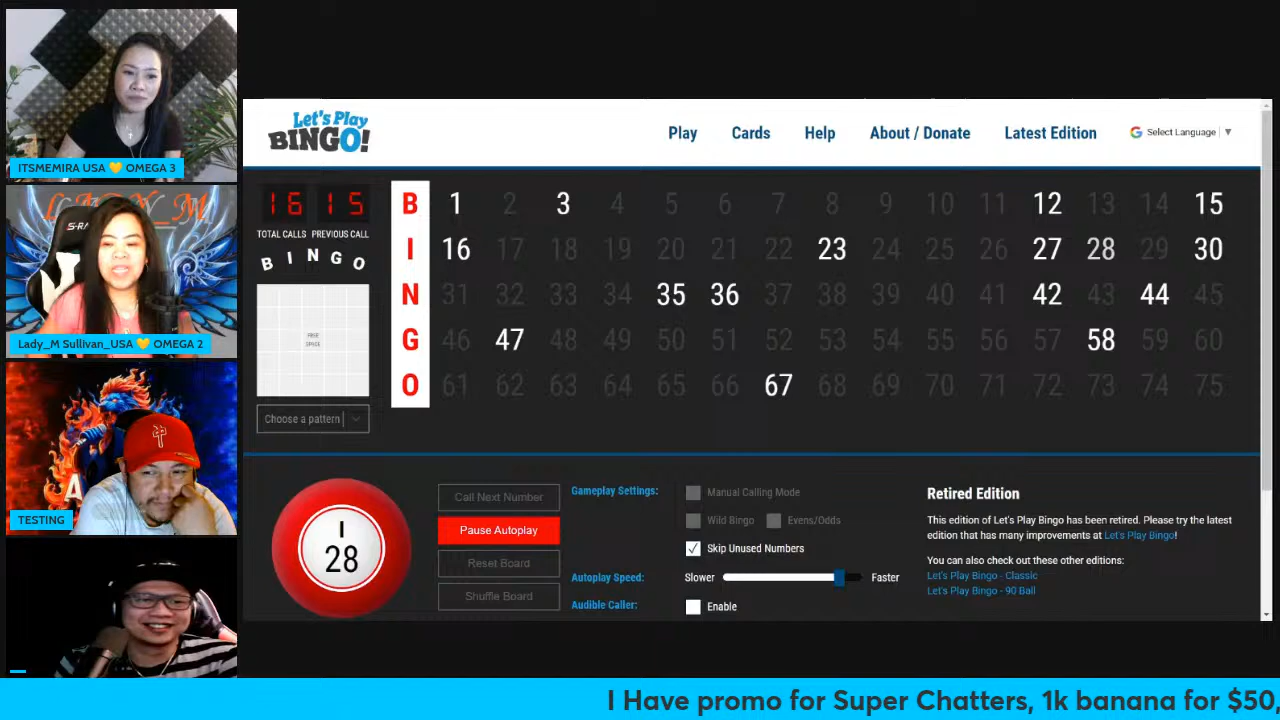 ITSMEMIRA USA 💛 OMEGA 3
LADY_M
S-RA
Lady_M Sullivan_USA 💛 OMEGA 2
TESTING
Let's Play
BINGO!
Play Cards Help About / Donate Latest Edition Select Language ▼
16 15
TOTAL CALLS PREVIOUS CALL
B I N G O
FREE
SPACE
Choose a pattern
B 1 2 3 4 5 6 7 8 9 10 11 12 13 14 15
I 16 17 18 19 20 21 22 23 24 25 26 27 28 29 30
N 31 32 33 34 35 36 37 38 39 40 41 42 43 44 45
G 46 47 48 49 50 51 52 53 54 55 56 57 58 59 60
O 61 62 63 64 65 66 67 68 69 70 71 72 73 74 75
I
28
Call Next Number
Pause Autoplay
Reset Board
Shuffle Board
Gameplay Settings:
Manual Calling Mode
Wild Bingo Evens/Odds
Skip Unused Numbers
Autoplay Speed: Slower Faster
Audible Caller: Enable
Retired Edition
This edition of Let's Play Bingo has been retired. Please try the latest
edition that has many improvements at Let's Play Bingo!
You can also check out these other editions:
Let's Play Bingo - Classic
Let's Play Bingo - 90 Ball
I Have promo for Super Chatters, 1k banana for $50,